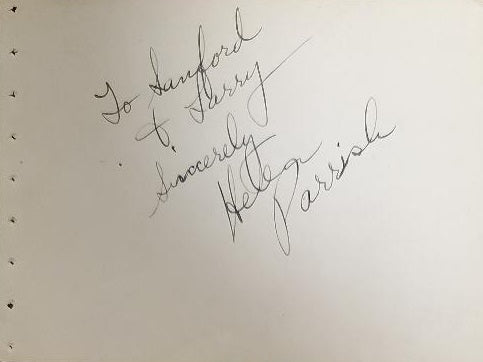 To Sanford
& Larry
Sincerely
Helen
Parrish